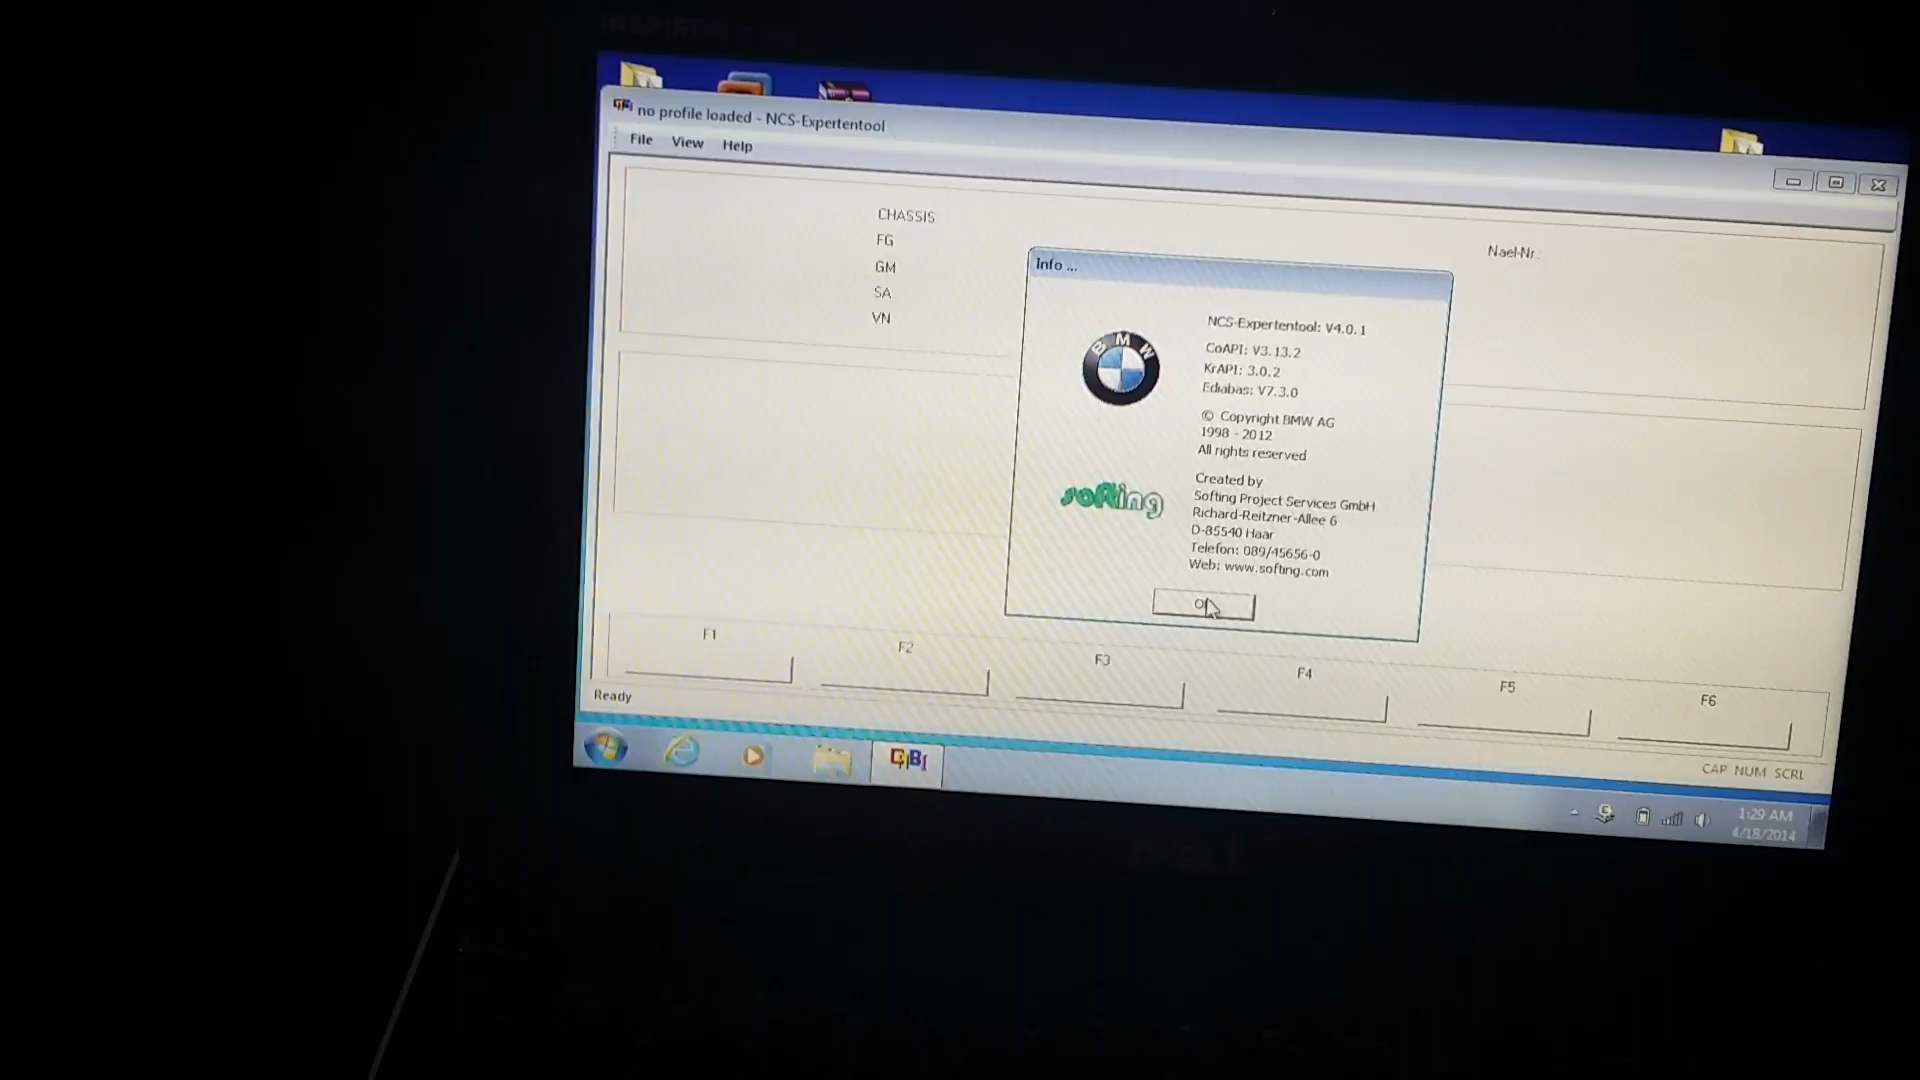 no profile loaded - NCS-Expertentool
File View Help
CHASSIS
FG
GM
SA
VN
Nael-Nr.:
Info ...
BMW
NCS-Expertentool: V4.0.1
CoAPI: V3.13.2
KrAPI: 3.0.2
Ediabas: V7.3.0
© Copyright BMW AG
1998 - 2012
All rights reserved
softing
Created by
Softing Project Services GmbH
Richard-Reitzner-Allee 6
D-85540 Haar
Telefon: 089/45656-0
Web: www.softing.com
F1 F2 F3 F4 F5 F6
Ready
CAP NUM SCRL
1:29 AM
4/18/2014